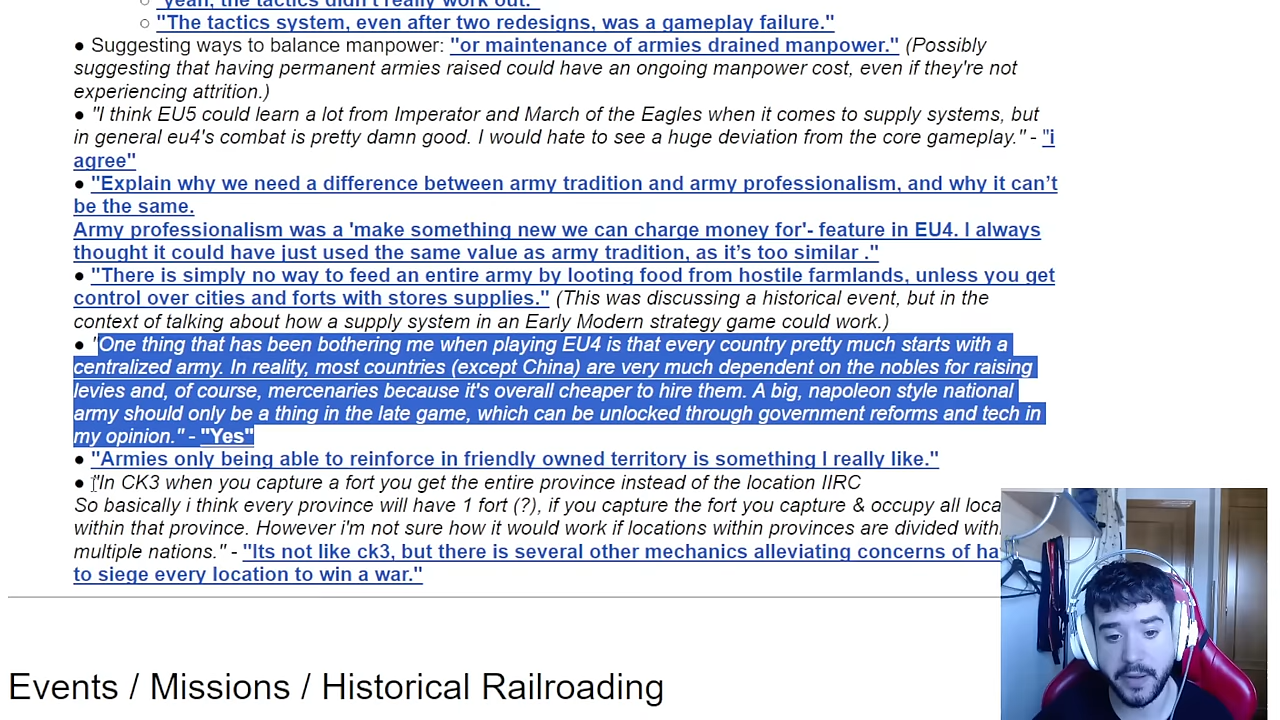 "yeah, the tactics didn't really work out."
○ "The tactics system, even after two redesigns, was a gameplay failure."
● Suggesting ways to balance manpower: "or maintenance of armies drained manpower." (Possibly
suggesting that having permanent armies raised could have an ongoing manpower cost, even if they're not
experiencing attrition.)
● "I think EU5 could learn a lot from Imperator and March of the Eagles when it comes to supply systems, but
in general eu4's combat is pretty damn good. I would hate to see a huge deviation from the core gameplay." - "i
agree"
● "Explain why we need a difference between army tradition and army professionalism, and why it can’t
be the same.
Army professionalism was a 'make something new we can charge money for'- feature in EU4. I always
thought it could have just used the same value as army tradition, as it’s too similar ."
● "There is simply no way to feed an entire army by looting food from hostile farmlands, unless you get
control over cities and forts with stores supplies." (This was discussing a historical event, but in the
context of talking about how a supply system in an Early Modern strategy game could work.)
● "One thing that has been bothering me when playing EU4 is that every country pretty much starts with a
centralized army. In reality, most countries (except China) are very much dependent on the nobles for raising
levies and, of course, mercenaries because it's overall cheaper to hire them. A big, napoleon style national
army should only be a thing in the late game, which can be unlocked through government reforms and tech in
my opinion." - "Yes"
● "Armies only being able to reinforce in friendly owned territory is something I really like."
● "In CK3 when you capture a fort you get the entire province instead of the location IIRC
So basically i think every province will have 1 fort (?), if you capture the fort you capture & occupy all loca
within that province. However i'm not sure how it would work if locations within provinces are divided with
multiple nations." - "Its not like ck3, but there is several other mechanics alleviating concerns of ha
to siege every location to win a war."
Events / Missions / Historical Railroading